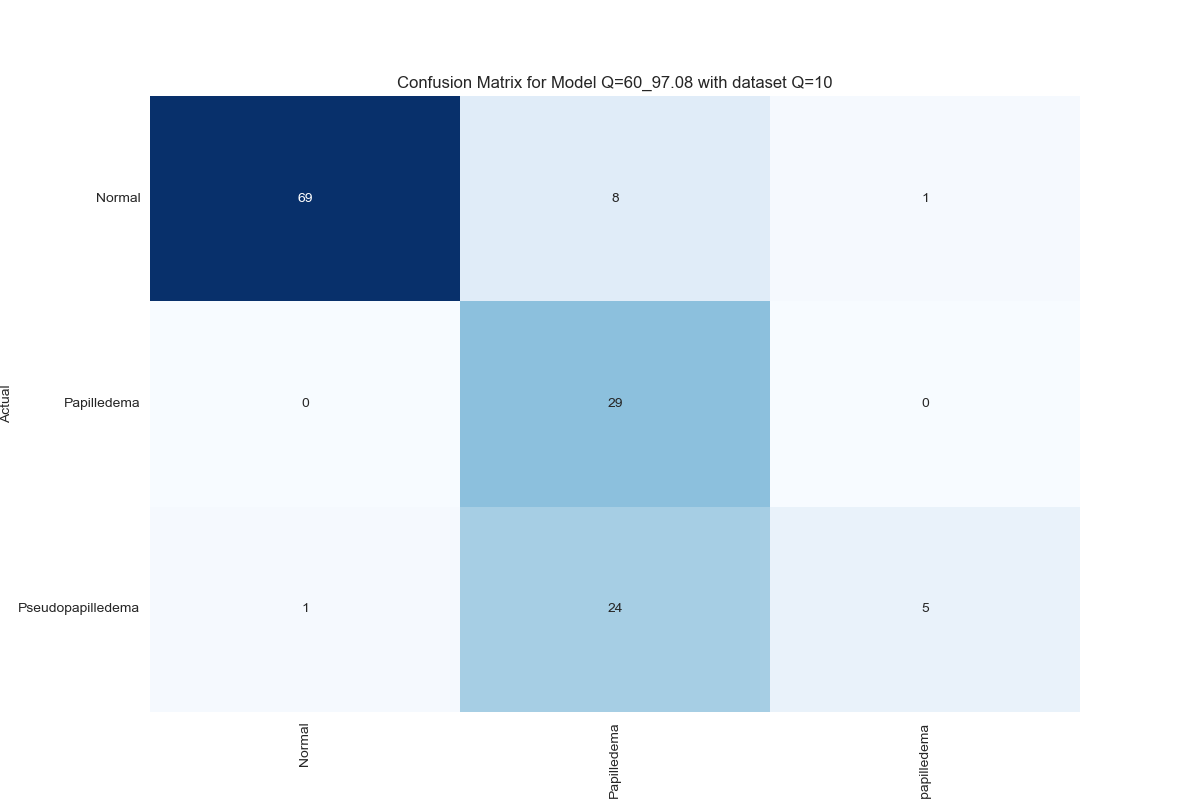 Confusion Matrix for Model Q=60_97.08 with dataset Q=10
Actual
Normal
69
8
1
Papilledema
0
29
0
Pseudopapilledema
1
24
5
Normal
Papilledema
papilledema